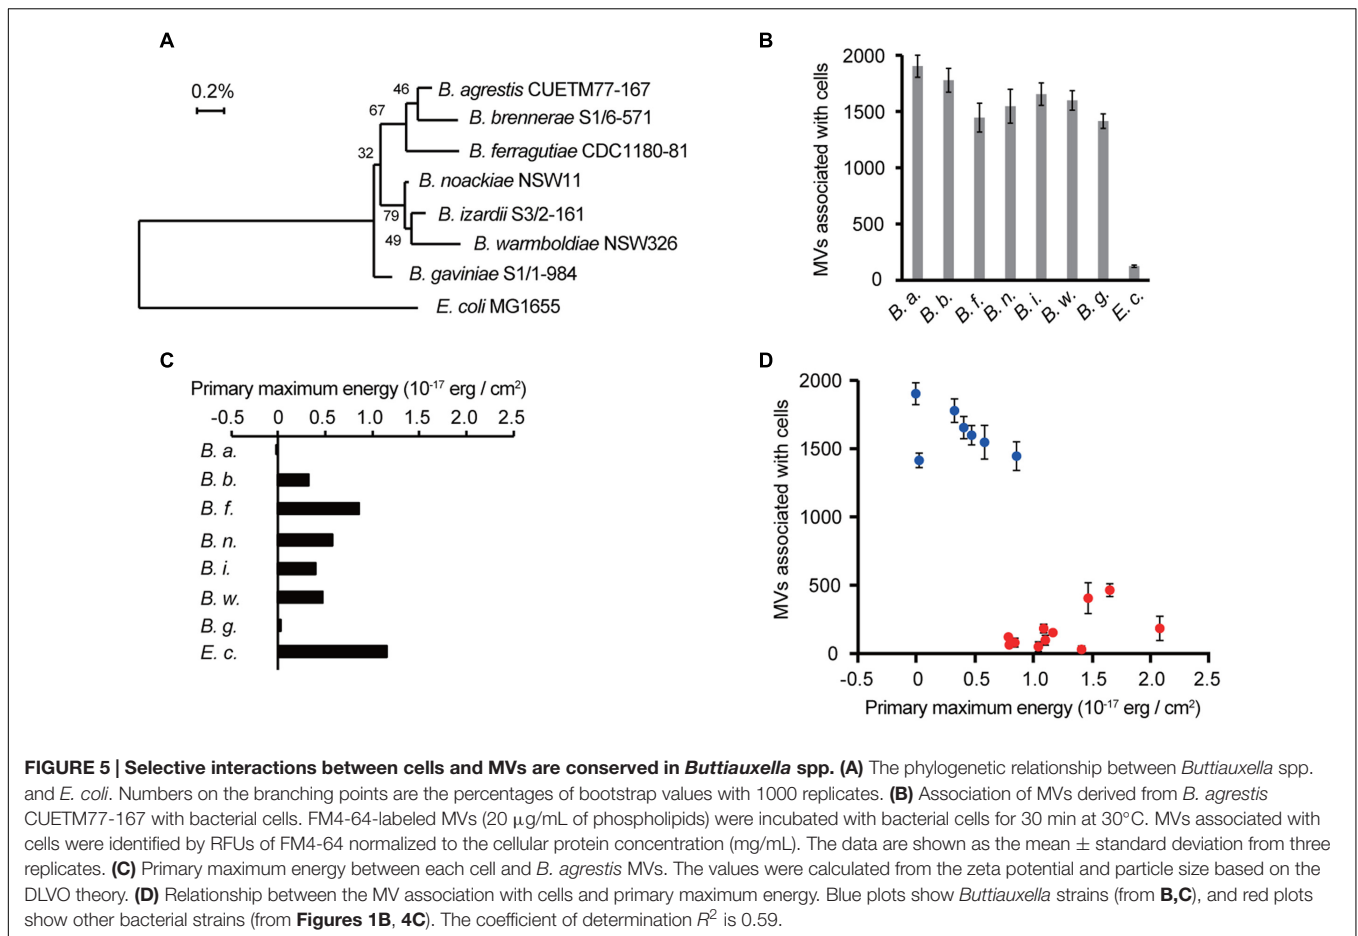 A
0.2%
46
B. agrestis CUETM77-167
67
B. brennerae S1/6-571
32
B. ferragutiae CDC1180-81
B. noackiae NSW11
79
B. izardii S3/2-161
49
B. warmboldiae NSW326
B. gaviniae S1/1-984
E. coli MG1655
B
MVs associated with cells
2000
1500
1000
500
0
B. a.
B. b.
B. f.
B. n.
B. i.
B. w.
B. g.
E. c.
C
Primary maximum energy (10-17 erg / cm2)
-0.5 0 0.5 1.0 1.5 2.0 2.5
B. a.
B. b.
B. f.
B. n.
B. i.
B. w.
B. g.
E. c.
D
MVs associated with cells
2000
1500
1000
500
0
-0.5 0 0.5 1.0 1.5 2.0 2.5
Primary maximum energy (10-17 erg / cm2)
FIGURE 5 | Selective interactions between cells and MVs are conserved in Buttiauxella spp. (A) The phylogenetic relationship between Buttiauxella spp.
and E. coli. Numbers on the branching points are the percentages of bootstrap values with 1000 replicates. (B) Association of MVs derived from B. agrestis
CUETM77-167 with bacterial cells. FM4-64-labeled MVs (20 μg/mL of phospholipids) were incubated with bacterial cells for 30 min at 30°C. MVs associated with
cells were identified by RFUs of FM4-64 normalized to the cellular protein concentration (mg/mL). The data are shown as the mean ± standard deviation from three
replicates. (C) Primary maximum energy between each cell and B. agrestis MVs. The values were calculated from the zeta potential and particle size based on the
DLVO theory. (D) Relationship between the MV association with cells and primary maximum energy. Blue plots show Buttiauxella strains (from B,C), and red plots
show other bacterial strains (from Figures 1B, 4C). The coefficient of determination R2 is 0.59.